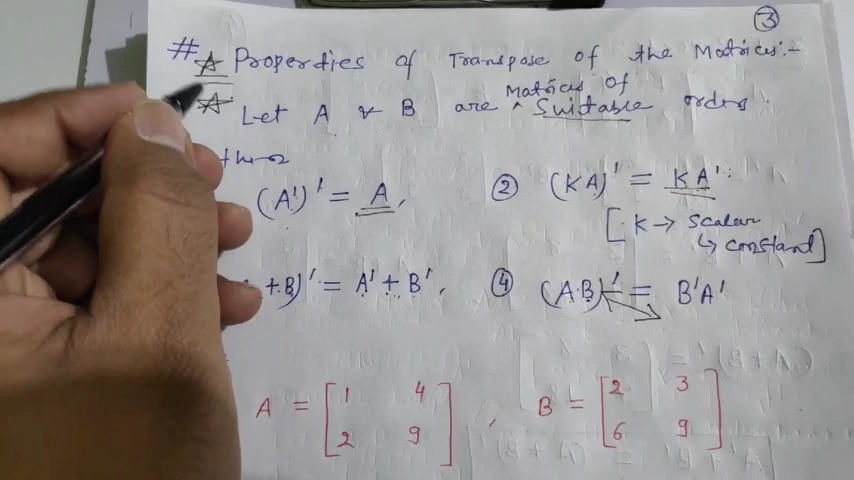 ③
# ☆ Properties of Transpose of the Matrices:-
☆ Let A & B are ^ Matrices of Suitable orders
then
(A')' = A,
② (KA)' = KA'
[K → Scalar
↳ constant]
+B)' = A' + B',
④ (A·B)' = B'A'
A = [1 4
2 9] , B = [2 3
6 9]